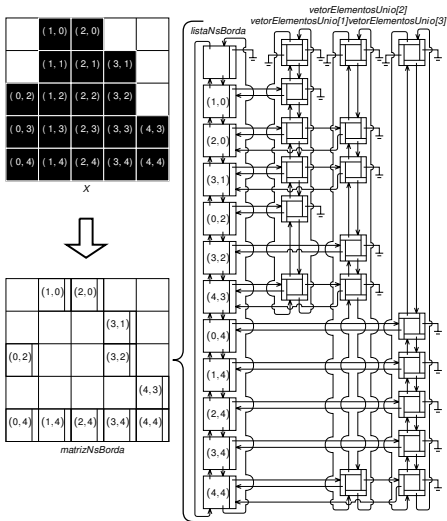 vetorElementosUnio[2]
listaNsBorda vetorElementosUnio[1]vetorElementosUnio[3]
(1,0) (2,0)
(1,1) (2,1) (3,1)
(0,2) (1,2) (2,2) (3,2)
(0,3) (1,3) (2,3) (3,3) (4,3)
(0,4) (1,4) (2,4) (3,4) (4,4)
X
(1,0) (2,0)
(3,1)
(0,2) (3,2)
(4,3)
(0,4) (1,4) (2,4) (3,4) (4,4)
matrizNsBorda
(1,0)
(2,0)
(3,1)
(0,2)
(3,2)
(4,3)
(0,4)
(1,4)
(2,4)
(3,4)
(4,4)